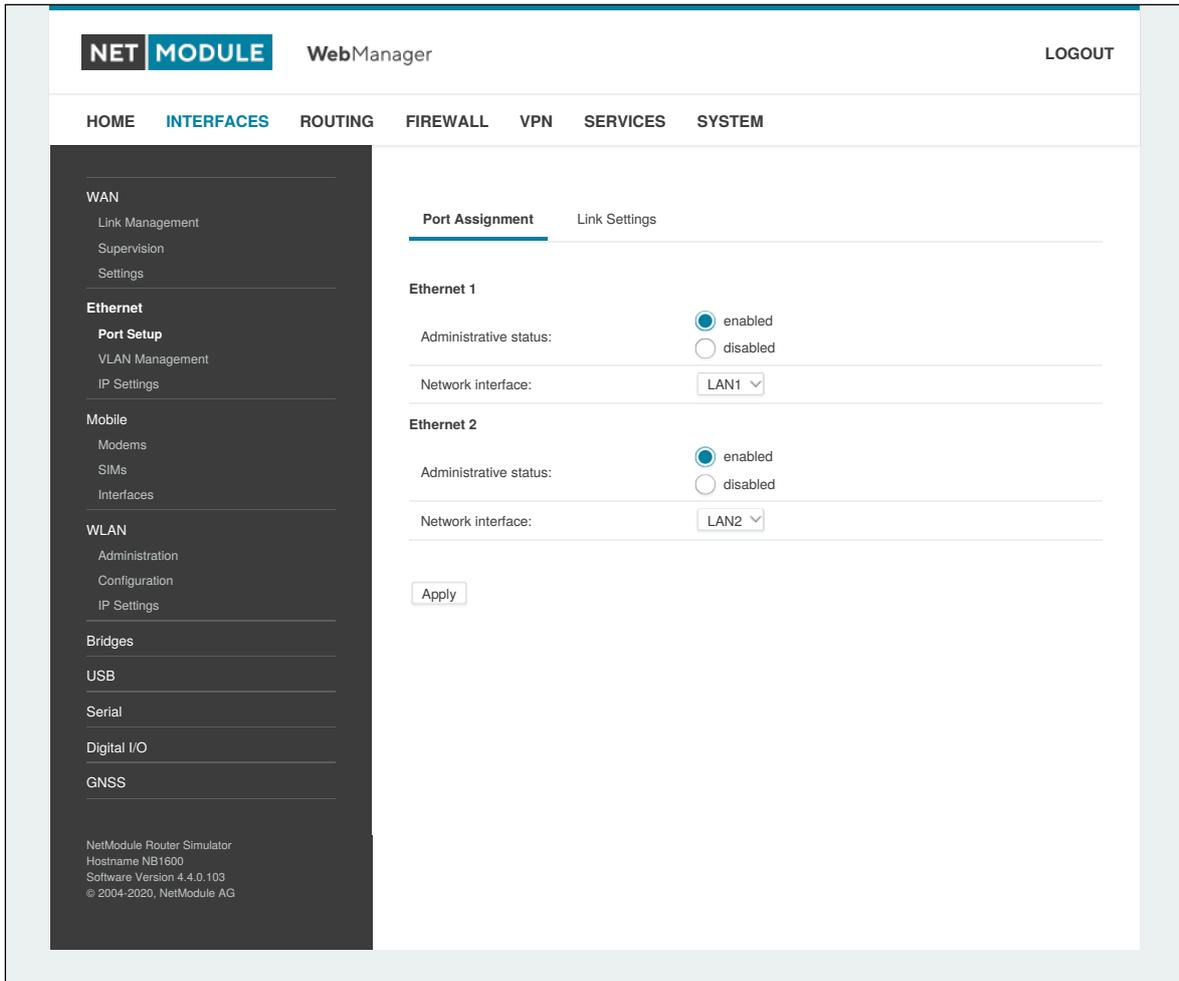 NET MODULE WebManager LOGOUT
HOME INTERFACES ROUTING FIREWALL VPN SERVICES SYSTEM
WAN
Link Management
Supervision
Settings
Ethernet
Port Setup
VLAN Management
IP Settings
Mobile
Modems
SIMs
Interfaces
WLAN
Administration
Configuration
IP Settings
Bridges
USB
Serial
Digital I/O
GNSS
NetModule Router Simulator
Hostname NB1600
Software Version 4.4.0.103
© 2004-2020, NetModule AG
Port Assignment Link Settings
Ethernet 1
Administrative status:
enabled
disabled
Network interface: LAN1
Ethernet 2
Administrative status:
enabled
disabled
Network interface: LAN2
Apply